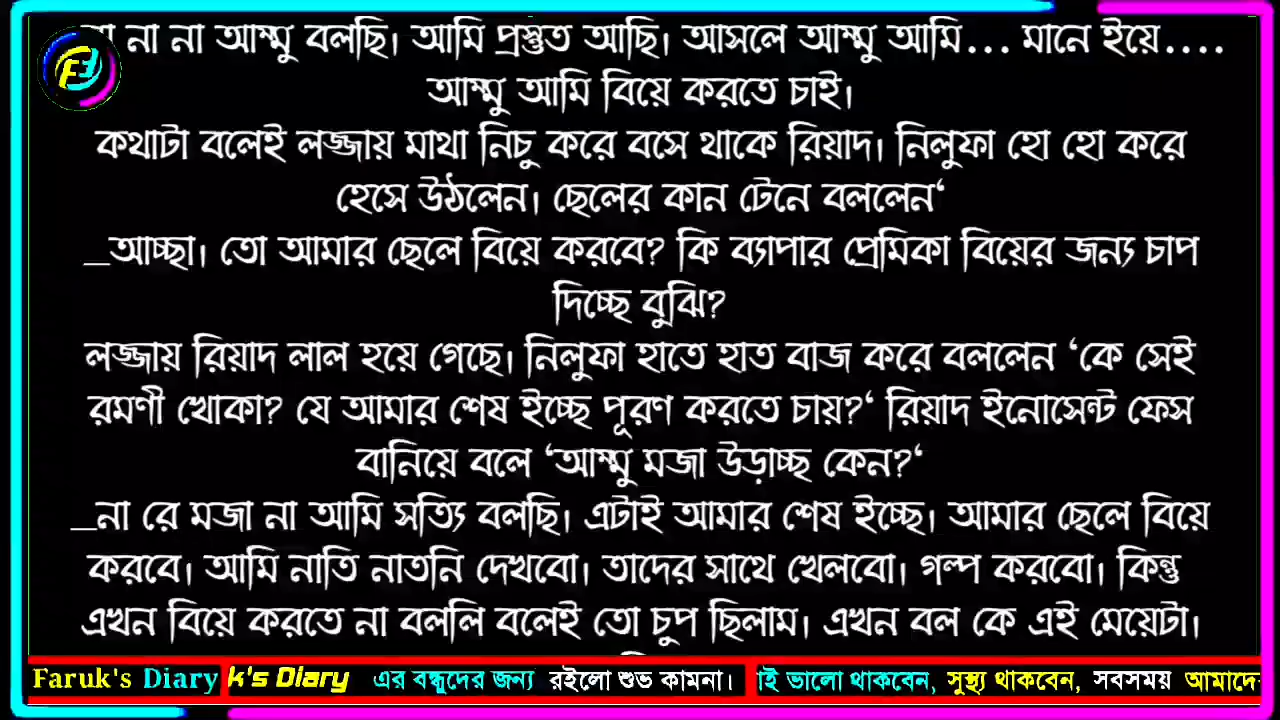 না না আম্মু বলছি। আমি প্রস্তুত আছি। আসলে আম্মু আমি... মানে ইয়ে....
আম্মু আমি বিয়ে করতে চাই।
কথাটা বলেই লজ্জায় মাথা নিচু করে বসে থাকে রিয়াদ। নিলুফা হো হো করে
হেসে উঠলেন। ছেলের কান টেনে বললেন‘
_আচ্ছা। তো আমার ছেলে বিয়ে করবে? কি ব্যাপার প্রেমিকা বিয়ের জন্য চাপ
দিচ্ছে বুঝি?
লজ্জায় রিয়াদ লাল হয়ে গেছে। নিলুফা হাতে হাত বাজ করে বললেন ‘কে সেই
রমণী খোকা? যে আমার শেষ ইচ্ছে পূরণ করতে চায়?‘ রিয়াদ ইনোসেন্ট ফেস
বানিয়ে বলে ‘আম্মু মজা উড়াচ্ছ কেন?‘
_না রে মজা না আমি সত্যি বলছি। এটাই আমার শেষ ইচ্ছে। আমার ছেলে বিয়ে
করবে। আমি নাতি নাতনি দেখবো। তাদের সাথে খেলবো। গল্প করবো। কিন্তু
এখন বিয়ে করতে না বললি বলেই তো চুপ ছিলাম। এখন বল কে এই মেয়েটা।
Faruk's Diary k's Diary এর বন্ধুদের জন্য রইলো শুভ কামনা। াই ভালো থাকবেন, সুস্থ্য থাকবেন, সবসময় আমাদে